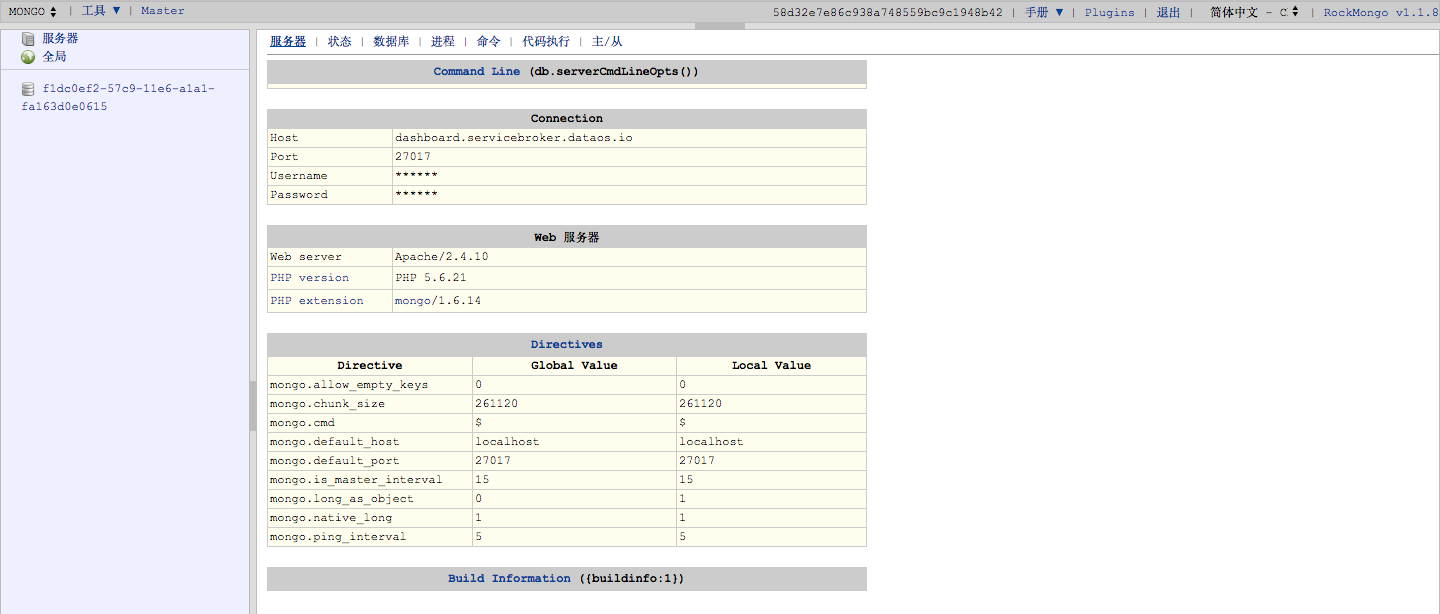 MONGO | 工具 ▼ | Master 58d32e7e86c938a748559bc9c1948b42 | 手册 ▼ | Plugins | 退出 | 简体中文 - C | RockMongo v1.1.8
服务器
全局
f1dc0ef2-57c9-11e6-a1a1-
fa163d0e0615
服务器 | 状态 | 数据库 | 进程 | 命令 | 代码执行 | 主/从
Command Line (db.serverCmdLineOpts())
Connection
Host dashboard.servicebroker.dataos.io
Port 27017
Username ******
Password ******
Web 服务器
Web server Apache/2.4.10
PHP version PHP 5.6.21
PHP extension mongo/1.6.14
Directives
Directive Global Value Local Value
mongo.allow_empty_keys 0 0
mongo.chunk_size 261120 261120
mongo.cmd $ $
mongo.default_host localhost localhost
mongo.default_port 27017 27017
mongo.is_master_interval 15 15
mongo.long_as_object 0 1
mongo.native_long 1 1
mongo.ping_interval 5 5
Build Information ({buildinfo:1})